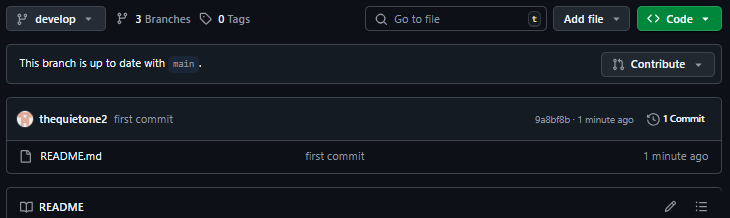 develop 3 Branches 0 Tags Go to file t Add file <> Code
This branch is up to date with main. Contribute
thequietone2 first commit 9a8bf8b · 1 minute ago 1 Commit
README.md first commit 1 minute ago
README